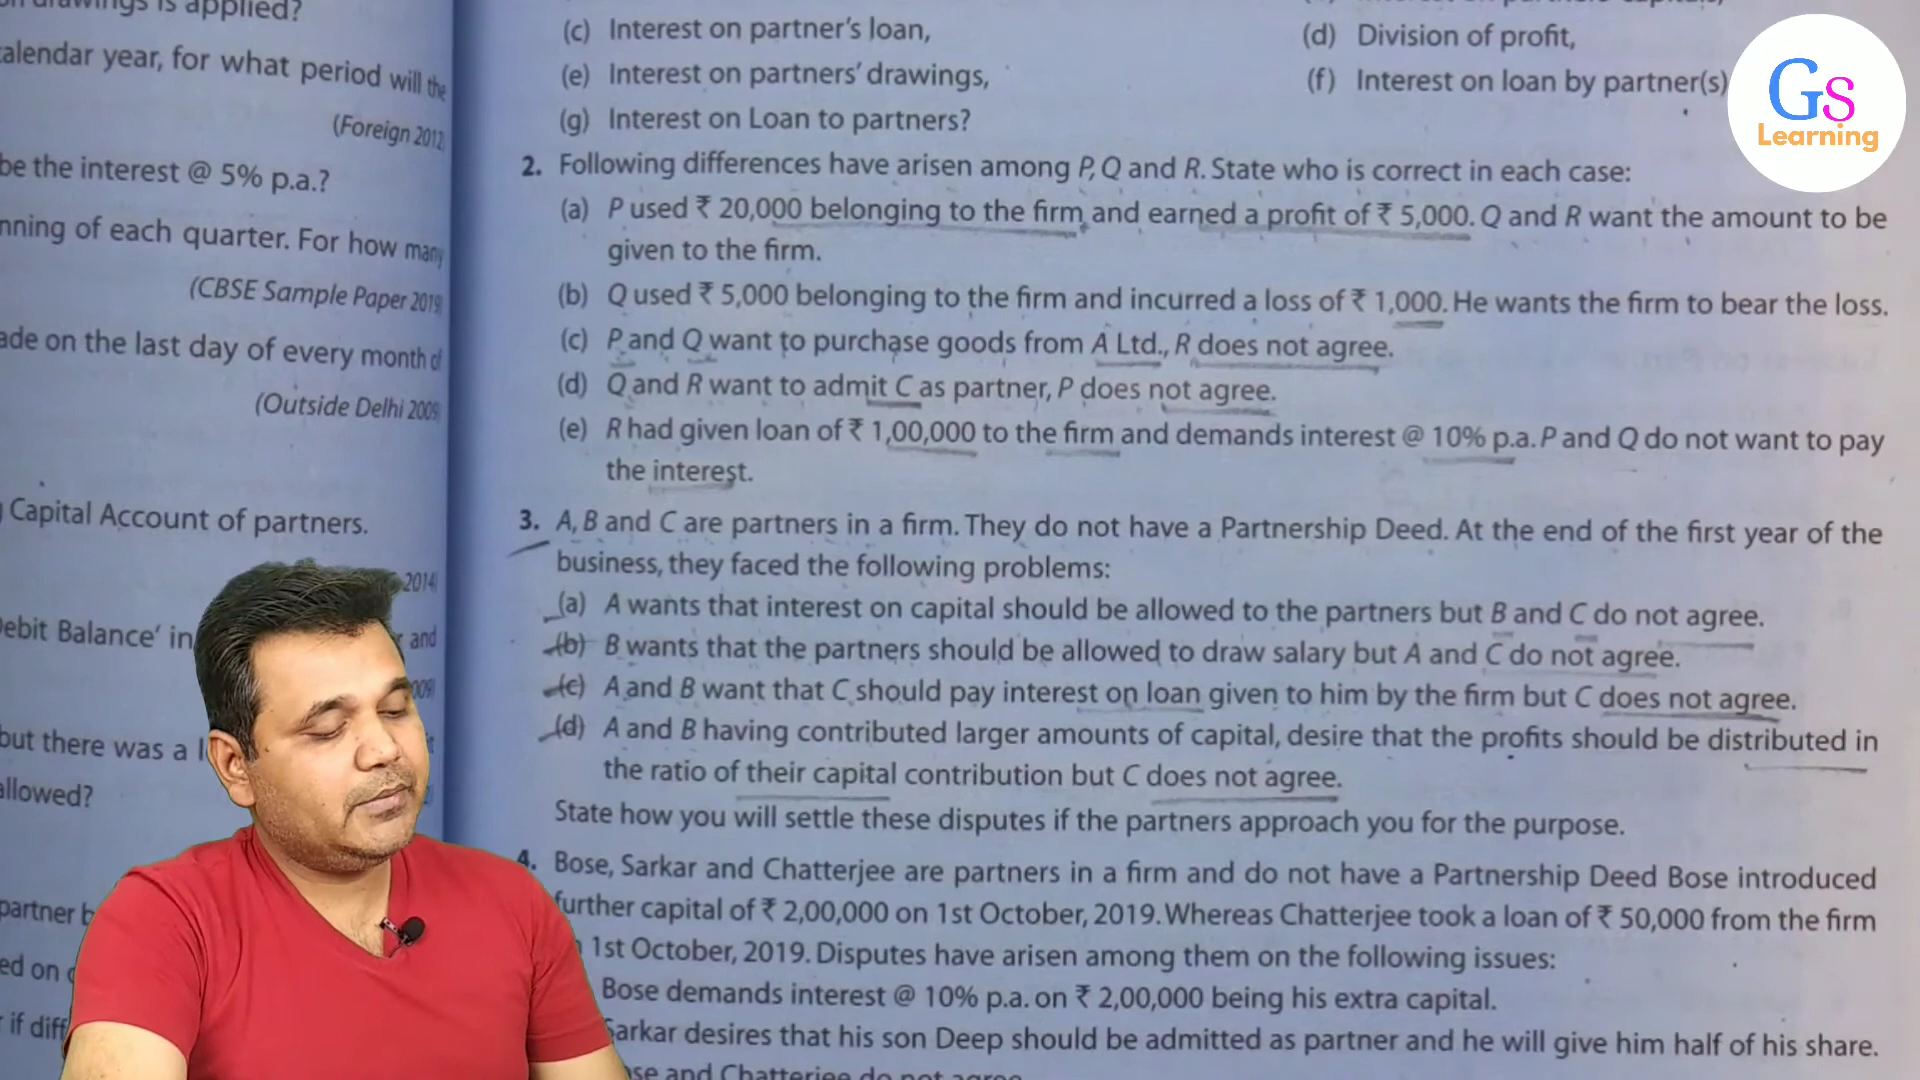 drawings is applied?
calendar year, for what period will the
(Foreign 2012
be the interest @ 5% p.a.?
nning of each quarter. For how many
(CBSE Sample Paper 2019)
ade on the last day of every month of
(Outside Delhi 2009)
Capital Account of partners.
2014)
ebit Balance' in
and
009)
but there was a
allowed?
partner
ed on
if diff
(c) Interest on partner's loan,
(d) Division of profit,
(e) Interest on partners' drawings,
(f) Interest on loan by partner(s)
(g) Interest on Loan to partners?
2. Following differences have arisen among P, Q and R. State who is correct in each case:
(a) P used ₹ 20,000 belonging to the firm and earned a profit of ₹ 5,000. Q and R want the amount to be
given to the firm.
(b) Q used ₹ 5,000 belonging to the firm and incurred a loss of ₹ 1,000. He wants the firm to bear the loss.
(c) P and Q want to purchase goods from A Ltd., R does not agree.
(d) Q and R want to admit C as partner, P does not agree.
(e) R had given loan of ₹ 1,00,000 to the firm and demands interest @ 10% p.a. P and Q do not want to pay
the interest.
3. A, B and C are partners in a firm. They do not have a Partnership Deed. At the end of the first year of the
business, they faced the following problems:
(a) A wants that interest on capital should be allowed to the partners but B and C do not agree.
(b) B wants that the partners should be allowed to draw salary but A and C do not agree.
(c) A and B want that C should pay interest on loan given to him by the firm but C does not agree.
(d) A and B having contributed larger amounts of capital, desire that the profits should be distributed in
the ratio of their capital contribution but C does not agree.
State how you will settle these disputes if the partners approach you for the purpose.
4. Bose, Sarkar and Chatterjee are partners in a firm and do not have a Partnership Deed Bose introduced
further capital of ₹ 2,00,000 on 1st October, 2019. Whereas Chatterjee took a loan of ₹ 50,000 from the firm
1st October, 2019. Disputes have arisen among them on the following issues:
Bose demands interest @ 10% p.a. on ₹ 2,00,000 being his extra capital.
Sarkar desires that his son Deep should be admitted as partner and he will give him half of his share.
se and Chatterjee do not agree
GS
Learning